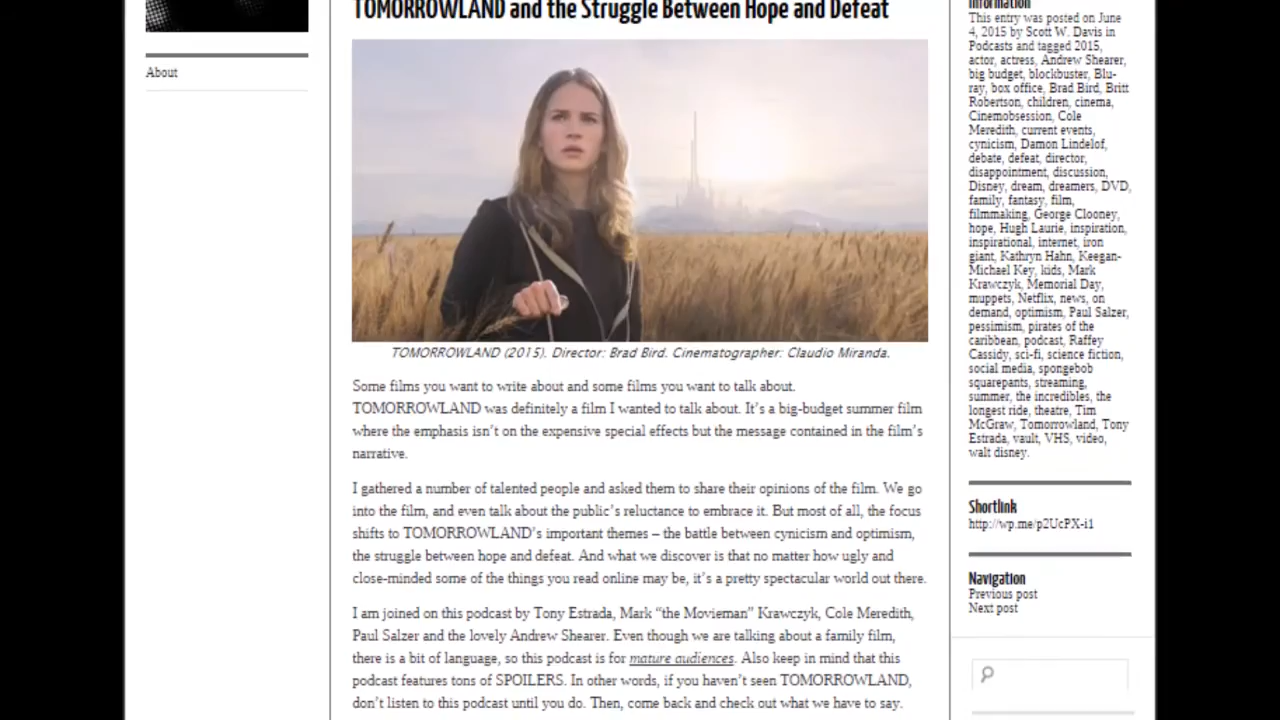 TOMORROWLAND and the Struggle Between Hope and Defeat
About
TOMORROWLAND (2015). Director: Brad Bird. Cinematographer: Claudio Miranda.
Some films you want to write about and some films you want to talk about.
TOMORROWLAND was definitely a film I wanted to talk about. It's a big-budget summer film
where the emphasis isn't on the expensive special effects but the message contained in the film's
narrative.
I gathered a number of talented people and asked them to share their opinions of the film. We go
into the film, and even talk about the public's reluctance to embrace it. But most of all, the focus
shifts to TOMORROWLAND's important themes – the battle between cynicism and optimism,
the struggle between hope and defeat. And what we discover is that no matter how ugly and
close-minded some of the things you read online may be, it's a pretty spectacular world out there.
I am joined on this podcast by Tony Estrada, Mark “the Movieman” Krawczyk, Cole Meredith,
Paul Salzer and the lovely Andrew Shearer. Even though we are talking about a family film,
there is a bit of language, so this podcast is for mature audiences. Also keep in mind that this
podcast features tons of SPOILERS. In other words, if you haven't seen TOMORROWLAND,
don't listen to this podcast until you do. Then, come back and check out what we have to say.
Information
This entry was posted on June
4, 2015 by Scott W. Davis in
Podcasts and tagged 2015,
actor, actress, Andrew Shearer,
big budget, blockbuster, Blu-
ray, box office, Brad Bird, Britt
Robertson, children, cinema,
Cinemobsession, Cole
Meredith, current events,
cynicism, Damon Lindelof,
debate, defeat, director,
disappointment, discussion,
Disney, dream, dreamers, DVD,
family, fantasy, film,
filmmaking, George Clooney,
hope, Hugh Laurie, inspiration,
inspirational, internet, iron
giant, Kathryn Hahn, Keegan-
Michael Key, kids, Mark
Krawczyk, Memorial Day,
muppets, Netflix, news, on
demand, optimism, Paul Salzer,
pessimism, pirates of the
caribbean, podcast, Raffey
Cassidy, sci-fi, science fiction,
social media, spongebob
squarepants, streaming,
summer, the incredibles, the
longest ride, theatre, Tim
McGraw, Tomorrowland, Tony
Estrada, vault, VHS, video,
walt disney.
Shortlink
http://wp.me/p2UcPX-i1
Navigation
Previous post
Next post